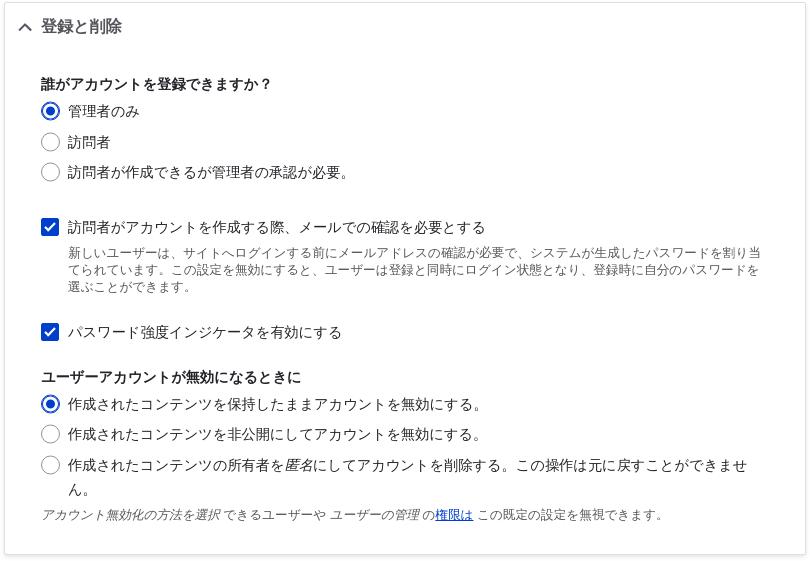 登録と削除
誰がアカウントを登録できますか？
管理者のみ
訪問者
訪問者が作成できるが管理者の承認が必要。
訪問者がアカウントを作成する際、メールでの確認を必要とする
新しいユーザーは、サイトへログインする前にメールアドレスの確認が必要で、システムが生成したパスワードを割り当
てられています。この設定を無効にすると、ユーザーは登録と同時にログイン状態となり、登録時に自分のパスワードを
選ぶことができます。
パスワード強度インジケータを有効にする
ユーザーアカウントが無効になるときに
作成されたコンテンツを保持したままアカウントを無効にする。
作成されたコンテンツを非公開にしてアカウントを無効にする。
作成されたコンテンツの所有者を匿名にしてアカウントを削除する。この操作は元に戻すことができませ
ん。
アカウント無効化の方法を選択 できるユーザーや ユーザーの管理 の権限は この既定の設定を無視できます。